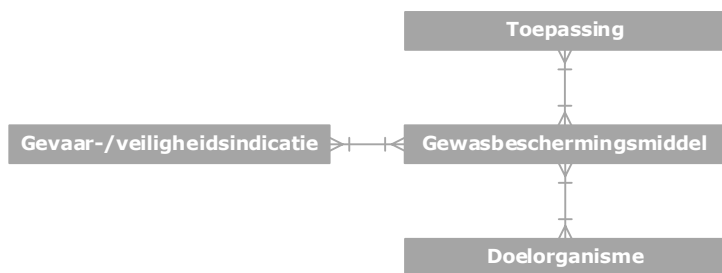 Toepassing
Gevaar-/veiligheidsindicatie
Gewasbeschermingsmiddel
Doelorganisme